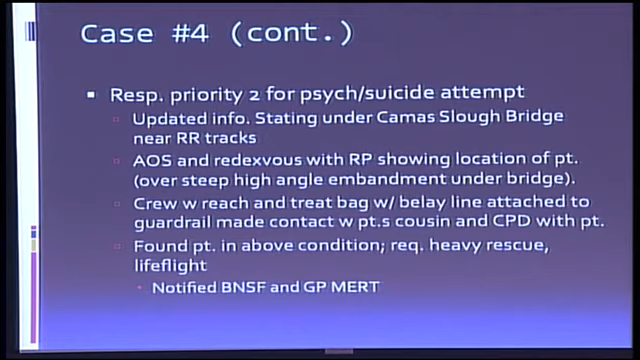 Case #4 (cont.)
Resp. priority 2 for psych/suicide attempt
Updated info. Stating under Camas Slough Bridge
near RR tracks
AOS and redexvous with RP showing location of pt.
(over steep high angle embandment under bridge).
Crew w reach and treat bag w/ belay line attached to
guardrail made contact w pt.s cousin and CPD with pt.
Found pt. in above condition; req. heavy rescue,
lifeflight
Notified BNSF and GP MERT